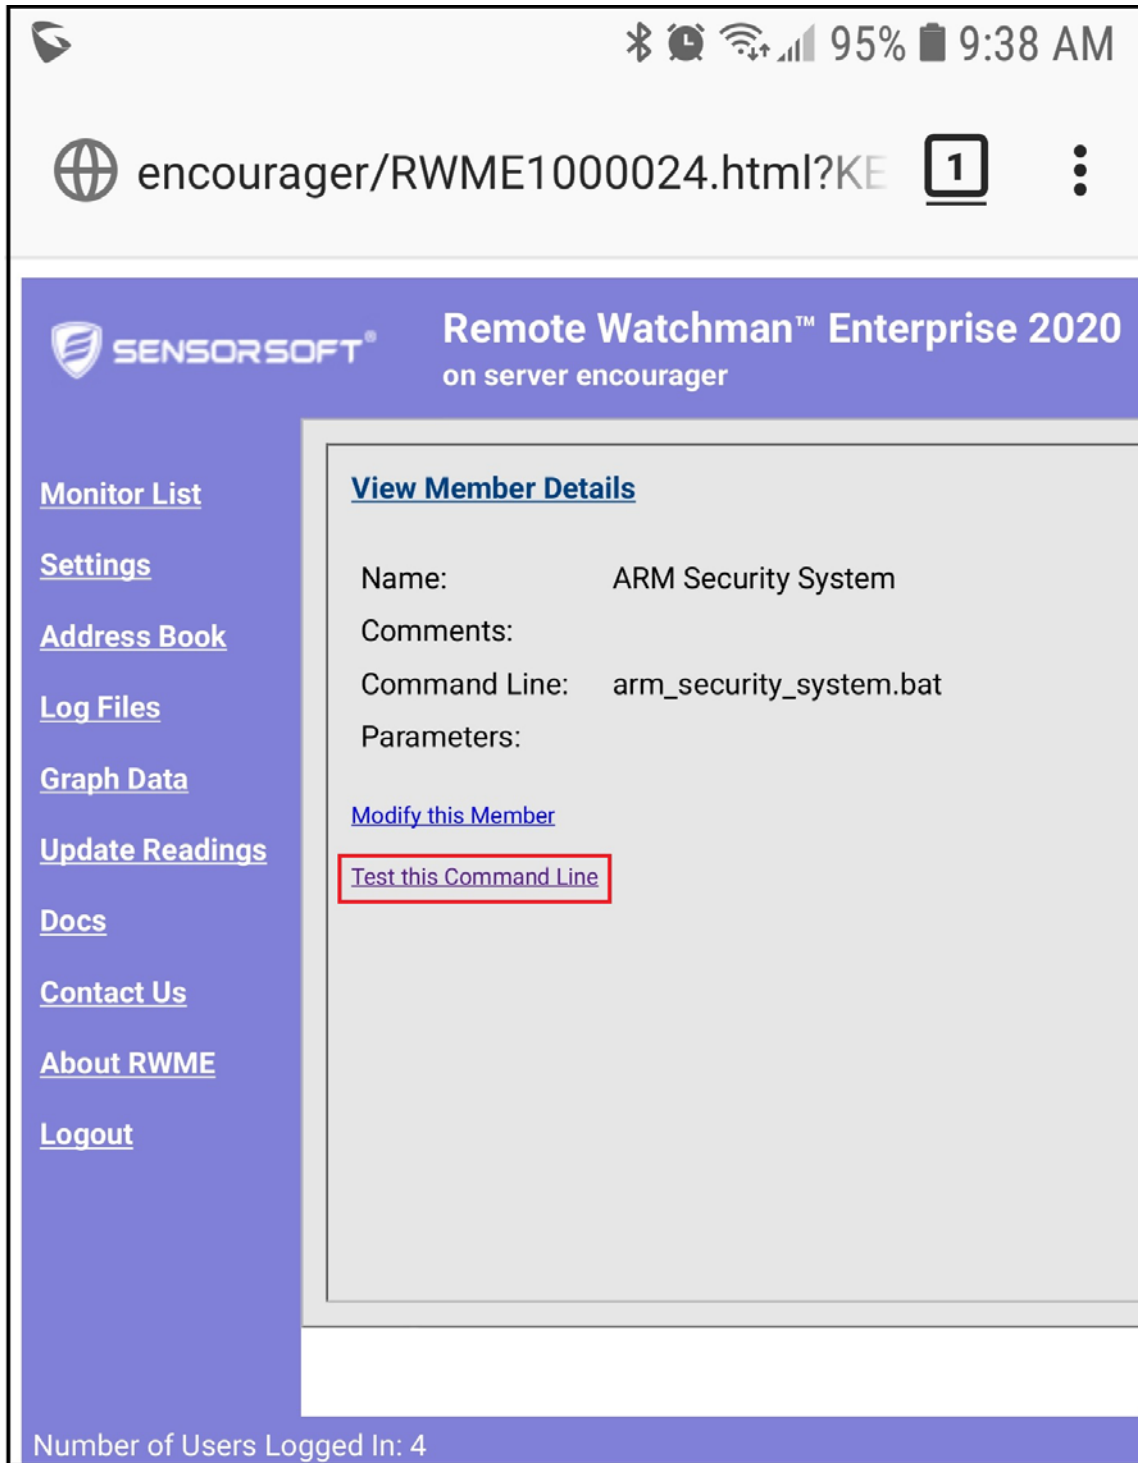 95% 9:38 AM
encourager/RWME1000024.html?KE 1
SENSORSOFT®
Remote Watchman™ Enterprise 2020
on server encourager
Monitor List
Settings
Address Book
Log Files
Graph Data
Update Readings
Docs
Contact Us
About RWME
Logout
View Member Details
Name: ARM Security System
Comments:
Command Line: arm_security_system.bat
Parameters:
Modify this Member
Test this Command Line
Number of Users Logged In: 4